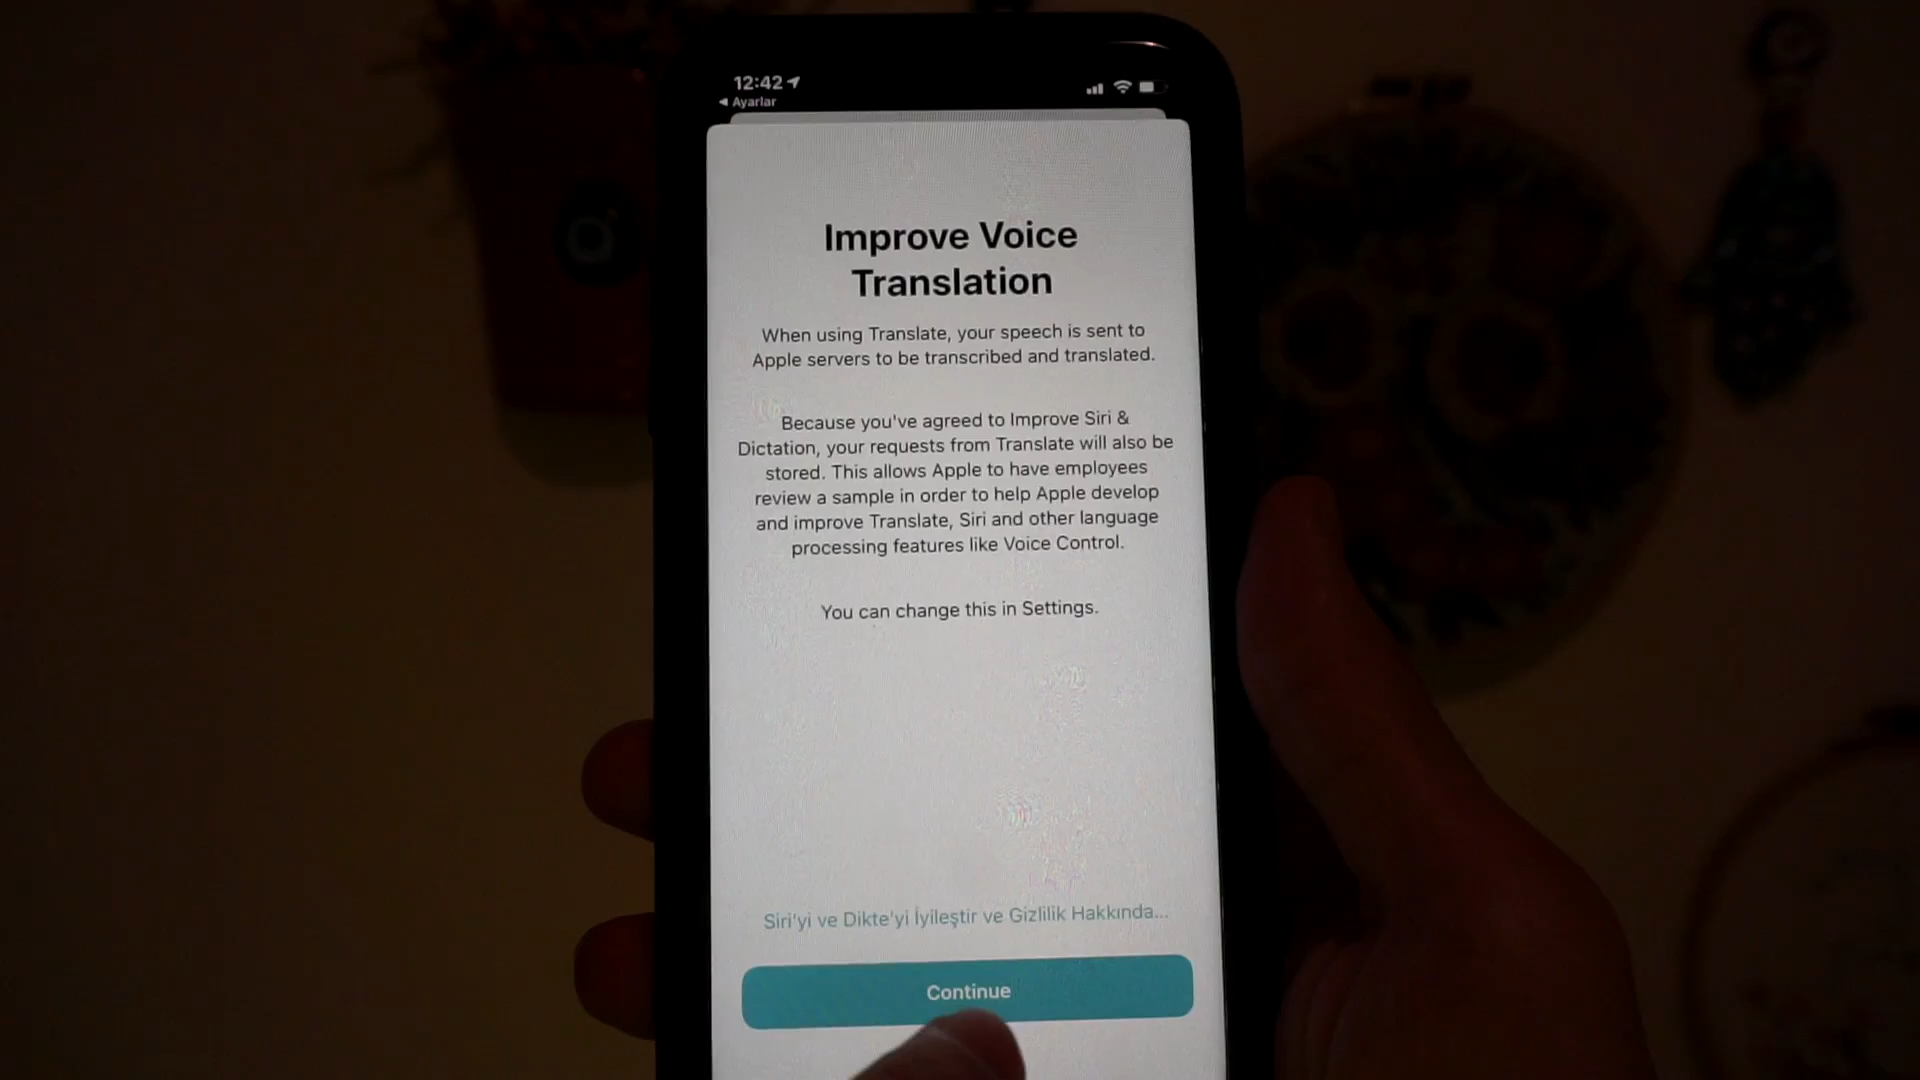 12:42
◀ Ayarlar
Improve Voice
Translation
When using Translate, your speech is sent to
Apple servers to be transcribed and translated.
Because you've agreed to Improve Siri &
Dictation, your requests from Translate will also be
stored. This allows Apple to have employees
review a sample in order to help Apple develop
and improve Translate, Siri and other language
processing features like Voice Control.
You can change this in Settings.
Siri'yi ve Dikte'yi İyileştir ve Gizlilik Hakkında...
Continue